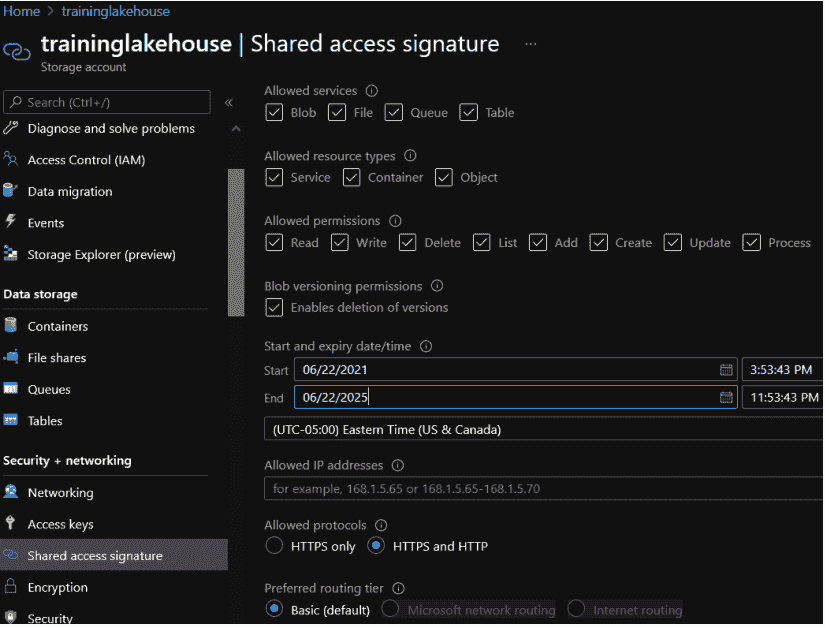 Home > traininglakehouse
traininglakehouse | Shared access signature ...
Storage account
Search (Ctrl+/)
«
Diagnose and solve problems
Access Control (IAM)
Data migration
Events
Storage Explorer (preview)
Data storage
Containers
File shares
Queues
Tables
Security + networking
Networking
Access keys
Shared access signature
Encryption
Security
Allowed services
Blob File Queue Table
Allowed resource types
Service Container Object
Allowed permissions
Read Write Delete List Add Create Update Process
Blob versioning permissions
Enables deletion of versions
Start and expiry date/time
Start 06/22/2021 3:53:43 PM
End 06/22/2025 11:53:43 PM
(UTC-05:00) Eastern Time (US & Canada)
Allowed IP addresses
for example, 168.1.5.65 or 168.1.5.65-168.1.5.70
Allowed protocols
HTTPS only HTTPS and HTTP
Preferred routing tier
Basic (default) Microsoft network routing Internet routing